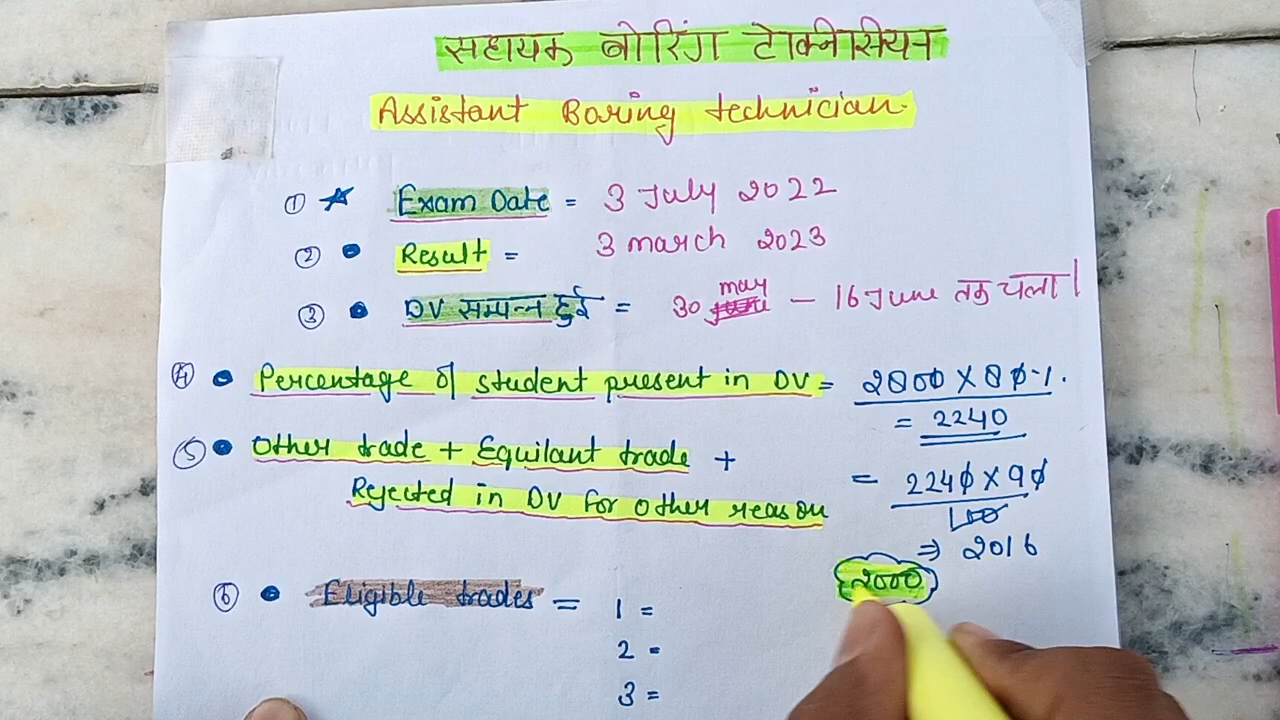 सहायक बोरिंग टेक्नीसियन
Assistant Boring technician.
① ☆ Exam Date = 3 July 2022
② • Result = 3 march 2023
③ • DV सम्पन्न हुई = 30 may – 16 June तक चला।
④ • Percentage of student present in DV = 2800 X 80 %.
= 2240
⑤ • Other trade + Equilant trade +
Rejected in DV for other reason
= 2240 X 90
100
⇒ 2016
2000
⑥ • Eligible trades = 1 =
2 =
3 =